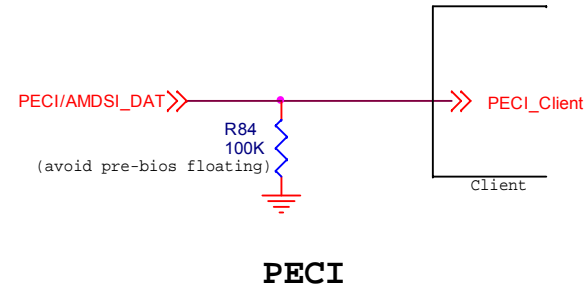 PECI/AMDSI_DAT
PECI_Client
R84
100K
(avoid pre-bios floating)
Client
PECI